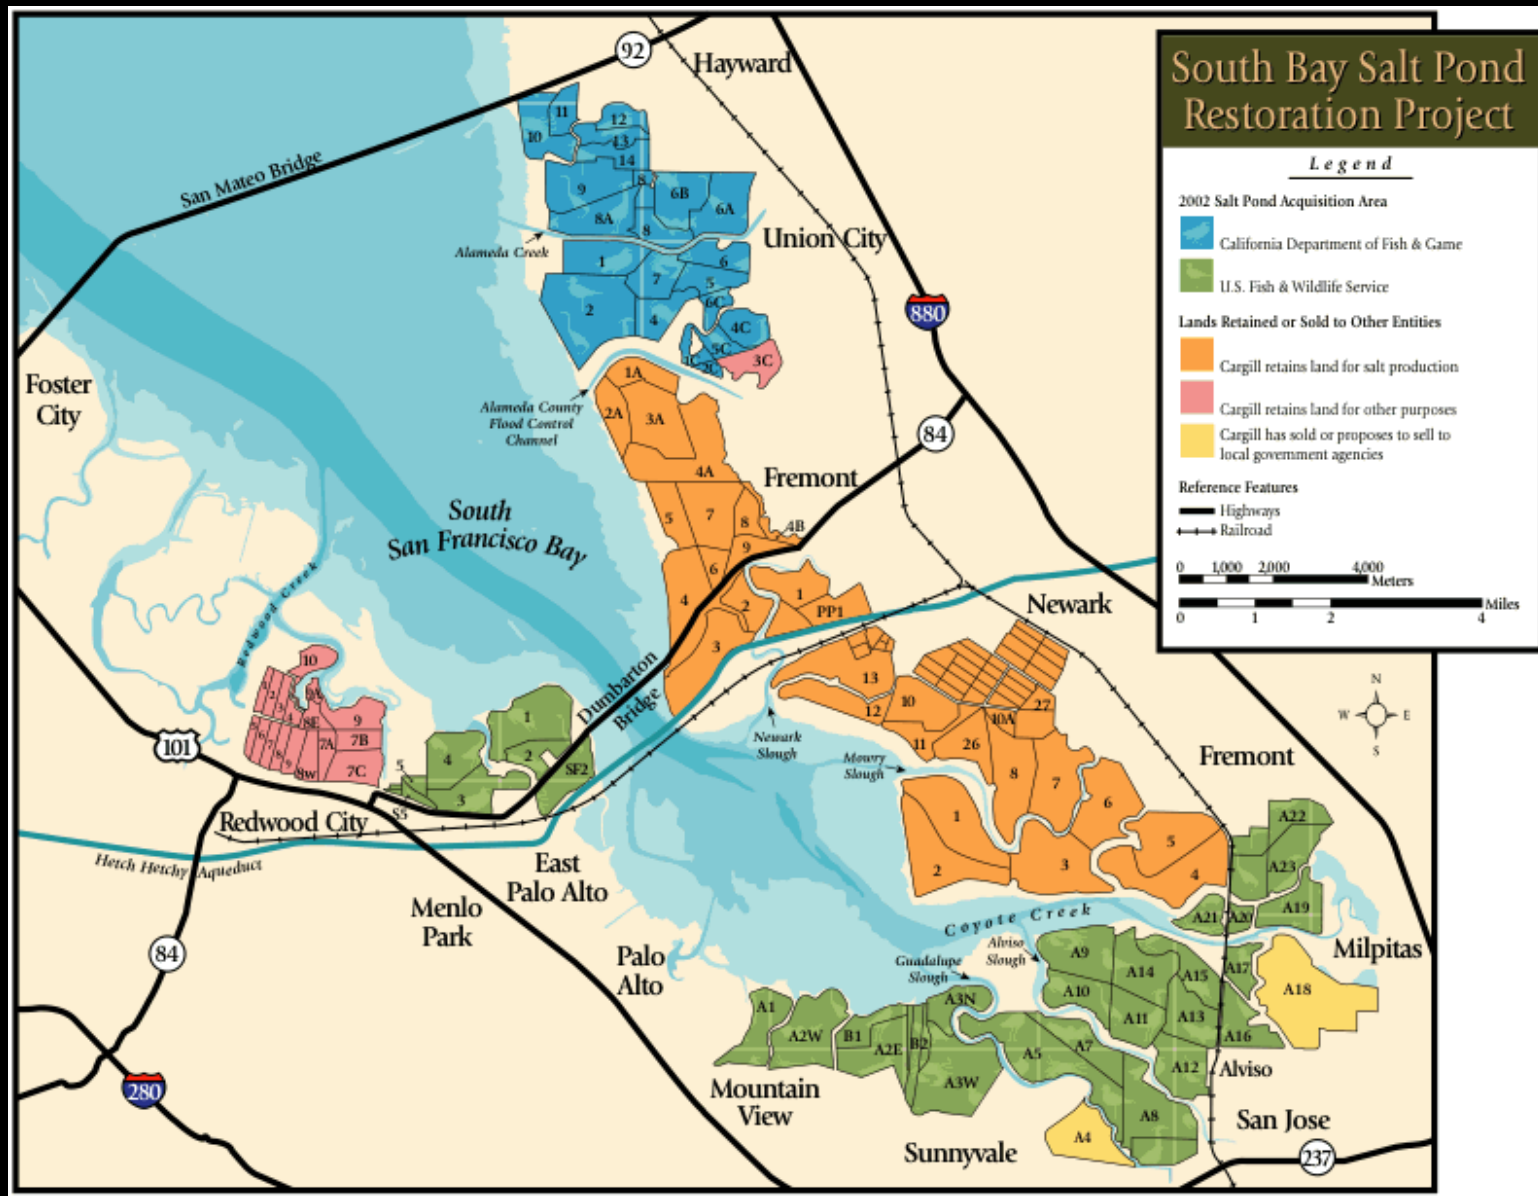 South Bay Salt Pond
Restoration Project
Legend
2002 Salt Pond Acquisition Area
California Department of Fish & Game
U.S. Fish & Wildlife Service
Lands Retained or Sold to Other Entities
Cargill retains land for salt production
Cargill retains land for other purposes
Cargill has sold or proposes to sell to
local government agencies
Reference Features
Highways
Railroad
0 1,000 2,000 4,000
Meters
Miles
0 1 2 4
N
W E
S
92
Hayward
San Mateo Bridge
11
10
12
13
14
9
8
6B
6A
8A
8
Union City
Alameda Creek
1
7
6
5
6C
2
4
4C
5C
1C
2C
3C
880
Foster
City
Alameda County
Flood Control
Channel
1A
2A
3A
4A
84
Fremont
South
San Francisco Bay
5
7
8
4B
9
6
4
2
1
PP1
3
Newark
Redwood Creek
Dumbarton
Bridge
13
12
10
11
10A
27
26
8
7
6
Newark
Slough
Mowry
Slough
1
2
3
5
4
Fremont
10
9
7B
7A
7C
8E
8W
101
1
2
4
5
3
S5
SF2
Redwood City
Hetch Hetchy Aqueduct
East
Palo Alto
Menlo
Park
84
Palo
Alto
280
Coyote Creek
Alviso
Slough
Guadalupe
Slough
A22
A23
A19
A21
A20
Milpitas
A9
A14
A15
A17
A10
A11
A13
A16
A18
A12
Alviso
A1
A2W
B1
A2E
B2
A3N
A3W
A5
A7
A8
A4
Mountain
View
Sunnyvale
San Jose
237